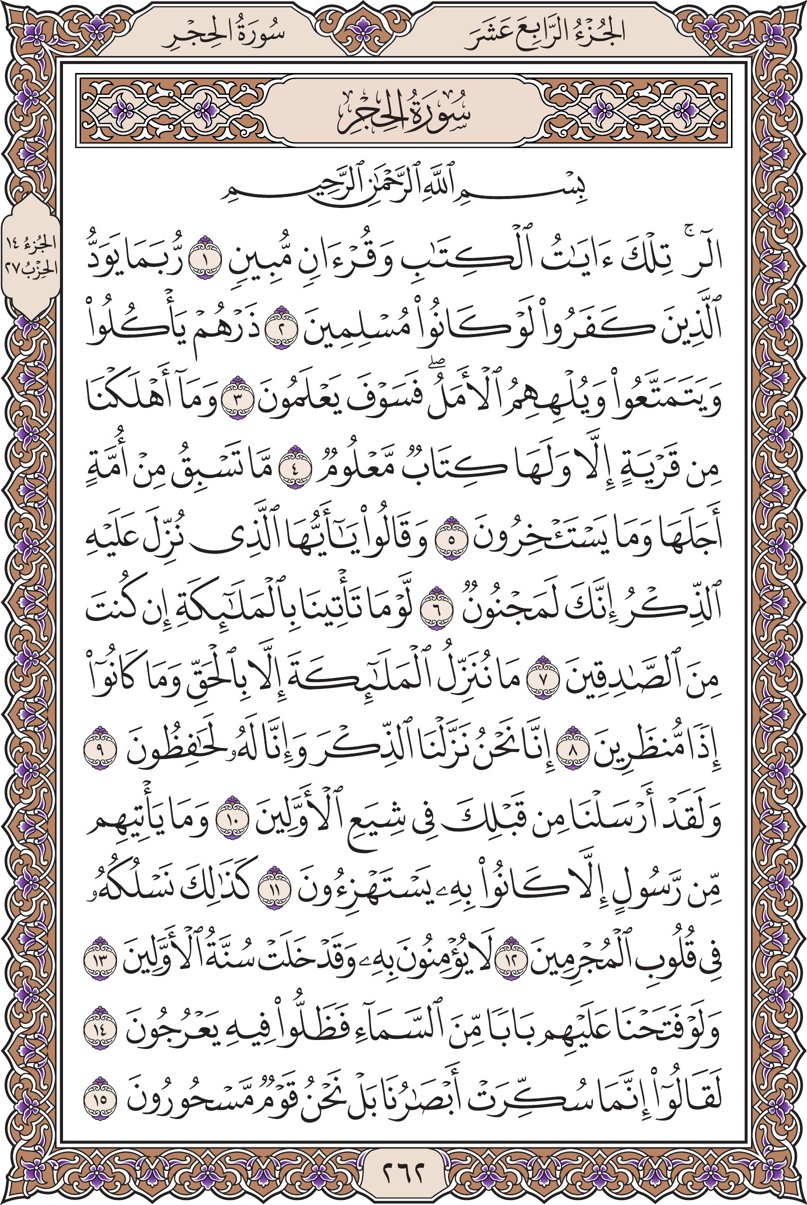 الجُزْءُ الرَّابِعَ عَشَرَ
سُورَةُ الحِجْرِ
سُورَةُ الحِجْرِ
بِسْمِ ٱللَّهِ ٱلرَّحْمَٰنِ ٱلرَّحِيمِ
الجُزْءُ ١٤
الحِزْبُ ٢٧
الٓرۚ تِلْكَ ءَايَٰتُ ٱلْكِتَٰبِ وَقُرْءَانٖ مُّبِينٖ ١ رُّبَمَا يَوَدُّ
ٱلَّذِينَ كَفَرُواْ لَوْ كَانُواْ مُسْلِمِينَ ٢ ذَرْهُمْ يَأْكُلُواْ
وَيَتَمَتَّعُواْ وَيُلْهِهِمُ ٱلْأَمَلُۖ فَسَوْفَ يَعْلَمُونَ ٣ وَمَآ أَهْلَكْنَا
مِن قَرْيَةٍ إِلَّا وَلَهَا كِتَابٞ مَّعْلُومٞ ٤ مَّا تَسْبِقُ مِنْ أُمَّةٍ
أَجَلَهَا وَمَا يَسْتَـْٔخِرُونَ ٥ وَقَالُواْ يَٰٓأَيُّهَا ٱلَّذِى نُزِّلَ عَلَيْهِ
ٱلذِّكْرُ إِنَّكَ لَمَجْنُونٞ ٦ لَّوْمَا تَأْتِينَا بِٱلْمَلَٰٓئِكَةِ إِن كُنتَ
مِنَ ٱلصَّٰدِقِينَ ٧ مَا نُنَزِّلُ ٱلْمَلَٰٓئِكَةَ إِلَّا بِٱلْحَقِّ وَمَا كَانُوٓاْ
إِذٗا مُّنظَرِينَ ٨ إِنَّا نَحْنُ نَزَّلْنَا ٱلذِّكْرَ وَإِنَّا لَهُۥ لَحَٰفِظُونَ ٩
وَلَقَدْ أَرْسَلْنَا مِن قَبْلِكَ فِى شِيَعِ ٱلْأَوَّلِينَ ١٠ وَمَا يَأْتِيهِم
مِّن رَّسُولٍ إِلَّا كَانُواْ بِهِۦ يَسْتَهْزِءُونَ ١١ كَذَٰلِكَ نَسْلُكُهُۥ
فِى قُلُوبِ ٱلْمُجْرِمِينَ ١٢ لَا يُؤْمِنُونَ بِهِۦ وَقَدْ خَلَتْ سُنَّةُ ٱلْأَوَّلِينَ ١٣
وَلَوْ فَتَحْنَا عَلَيْهِم بَابٗا مِّنَ ٱلسَّمَآءِ فَظَلُّواْ فِيهِ يَعْرُجُونَ ١٤
لَقَالُوٓاْ إِنَّمَا سُكِّرَتْ أَبْصَٰرُنَا بَلْ نَحْنُ قَوْمٞ مَّسْحُورُونَ ١٥
٢٦٢